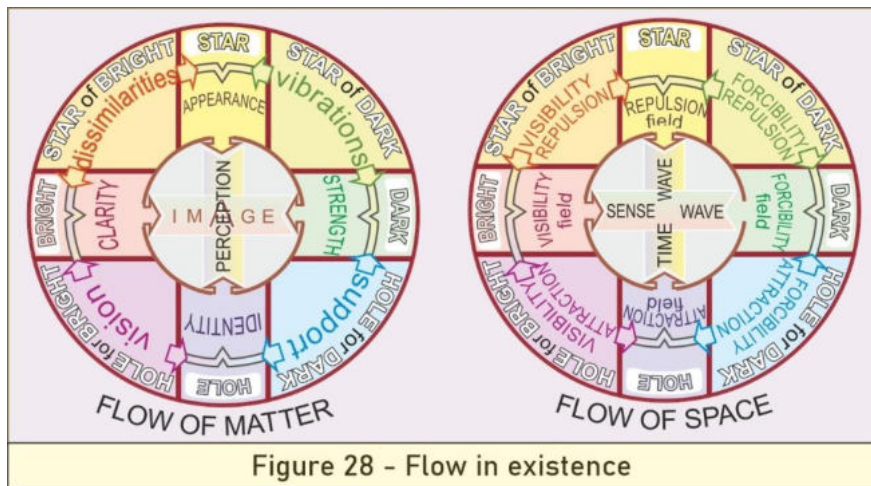 STAR
STAR of BRIGHT
STAR of DARK
dissimilarities
vibrations
APPEARANCE
BRIGHT
CLARITY
IMAGE
PERCEPTION
STRENGTH
DARK
HOLE for BRIGHT
vision
IDENTITY
support
HOLE for DARK
HOLE
FLOW OF MATTER
STAR
STAR of BRIGHT
STAR of DARK
VISIBILITY
REPULSION
REPULSION
field
FORCIBILITY
REPULSION
BRIGHT
VISIBILITY
field
SENSE WAVE
TIME WAVE
FORCIBILITY
field
DARK
HOLE for BRIGHT
VISIBILITY
ATTRACTION
ATTRACTION
field
FORCIBILITY
ATTRACTION
HOLE for DARK
HOLE
FLOW OF SPACE
Figure 28 - Flow in existence